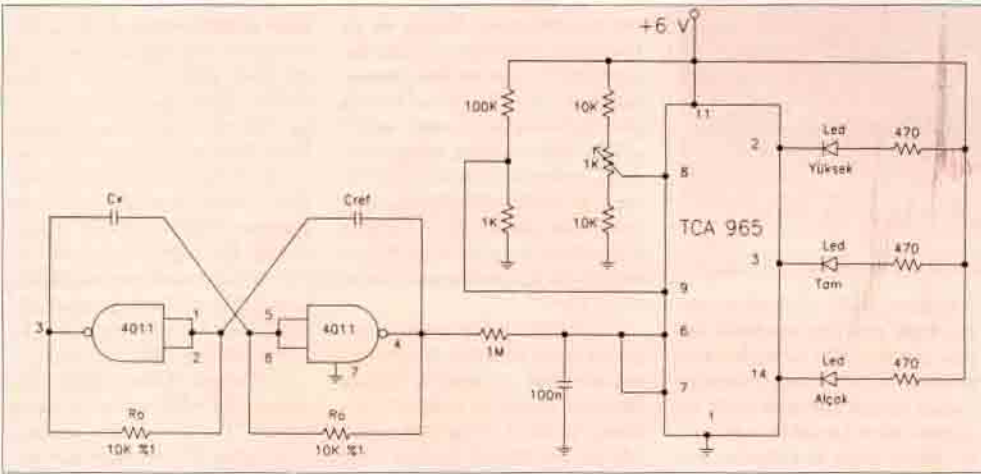 +6 V
100K
10K
11
2
Led
470
Yüksek
1K
8
Cx
Cref
1K
10K
TCA 965
3
Led
470
Tam
9
3
4011
1
2
5
6
4011
4
7
1M
6
7
100n
14
Led
470
Alçak
1
Ro
10K %1
Ro
10K %1